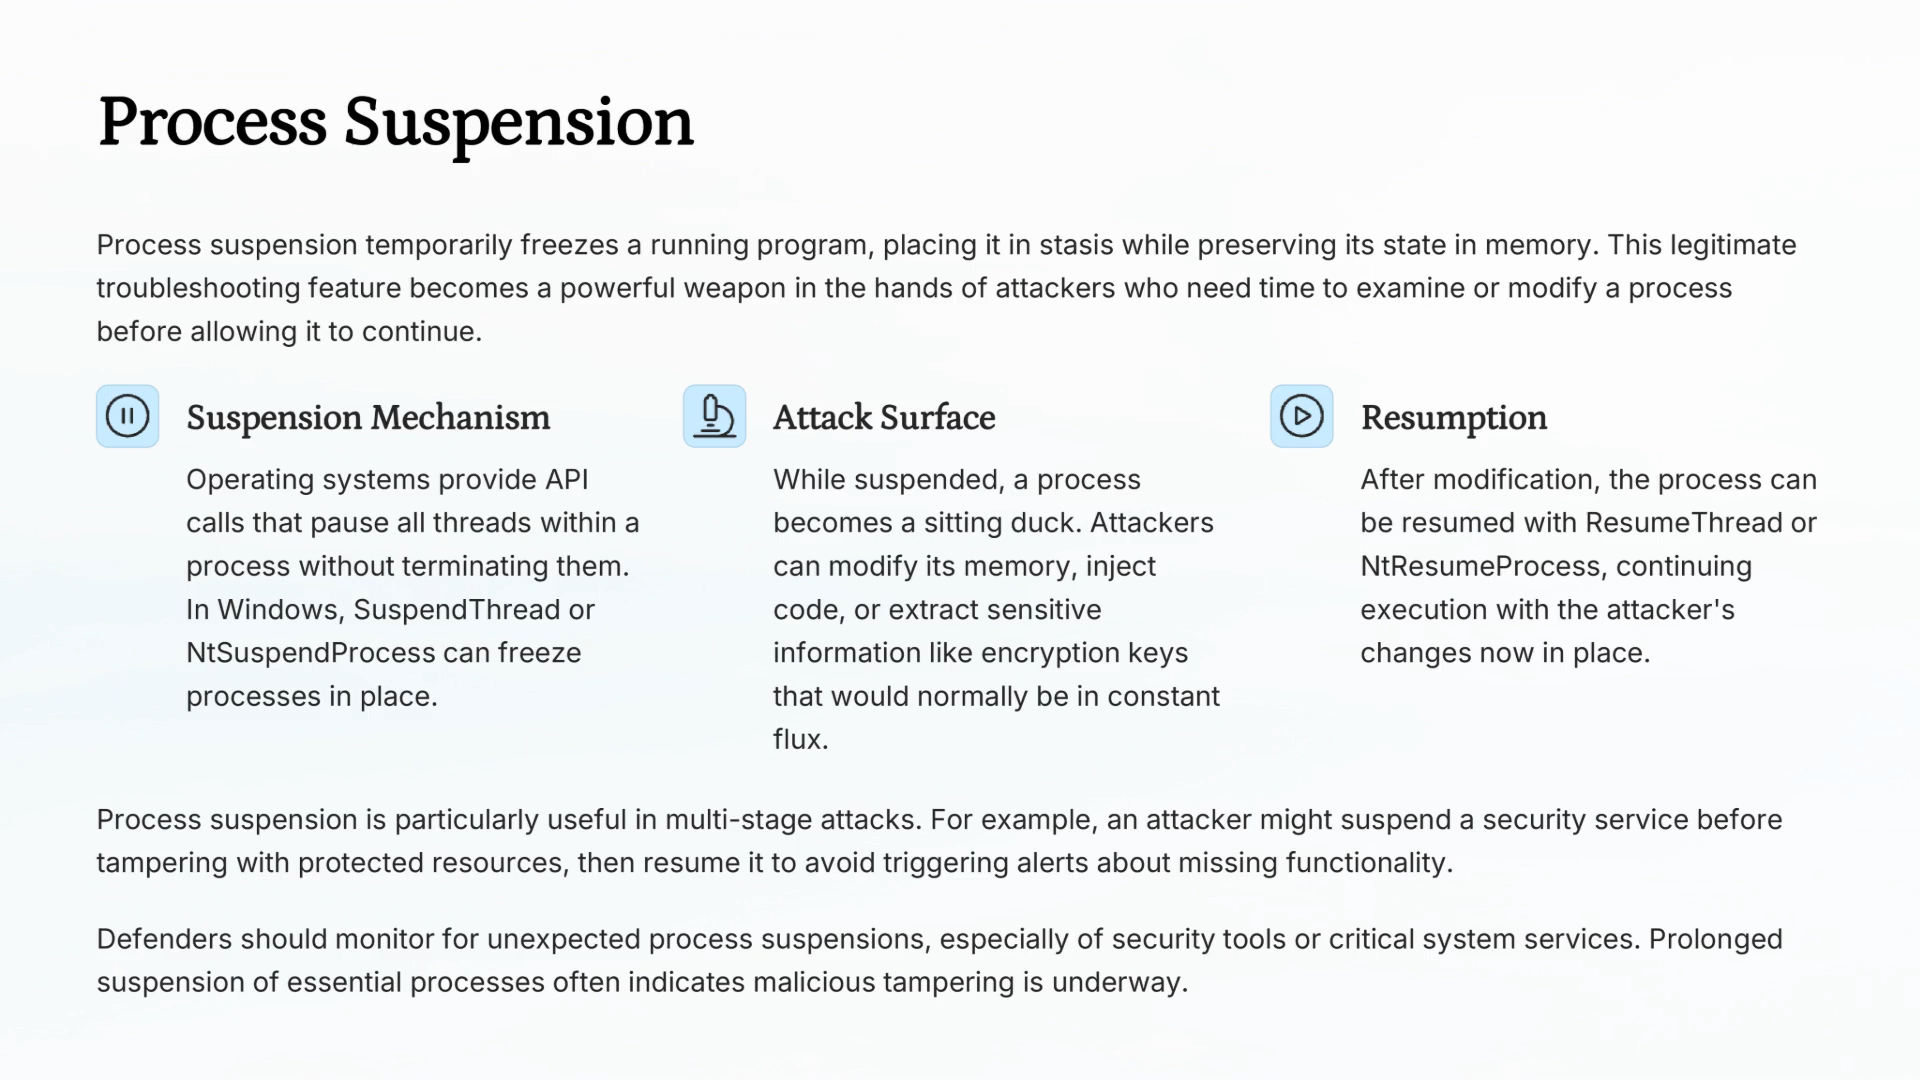 Process Suspension
Process suspension temporarily freezes a running program, placing it in stasis while preserving its state in memory. This legitimate
troubleshooting feature becomes a powerful weapon in the hands of attackers who need time to examine or modify a process
before allowing it to continue.
Suspension Mechanism
Operating systems provide API
calls that pause all threads within a
process without terminating them.
In Windows, SuspendThread or
NtSuspendProcess can freeze
processes in place.
Attack Surface
While suspended, a process
becomes a sitting duck. Attackers
can modify its memory, inject
code, or extract sensitive
information like encryption keys
that would normally be in constant
flux.
Resumption
After modification, the process can
be resumed with ResumeThread or
NtResumeProcess, continuing
execution with the attacker's
changes now in place.
Process suspension is particularly useful in multi-stage attacks. For example, an attacker might suspend a security service before
tampering with protected resources, then resume it to avoid triggering alerts about missing functionality.
Defenders should monitor for unexpected process suspensions, especially of security tools or critical system services. Prolonged
suspension of essential processes often indicates malicious tampering is underway.